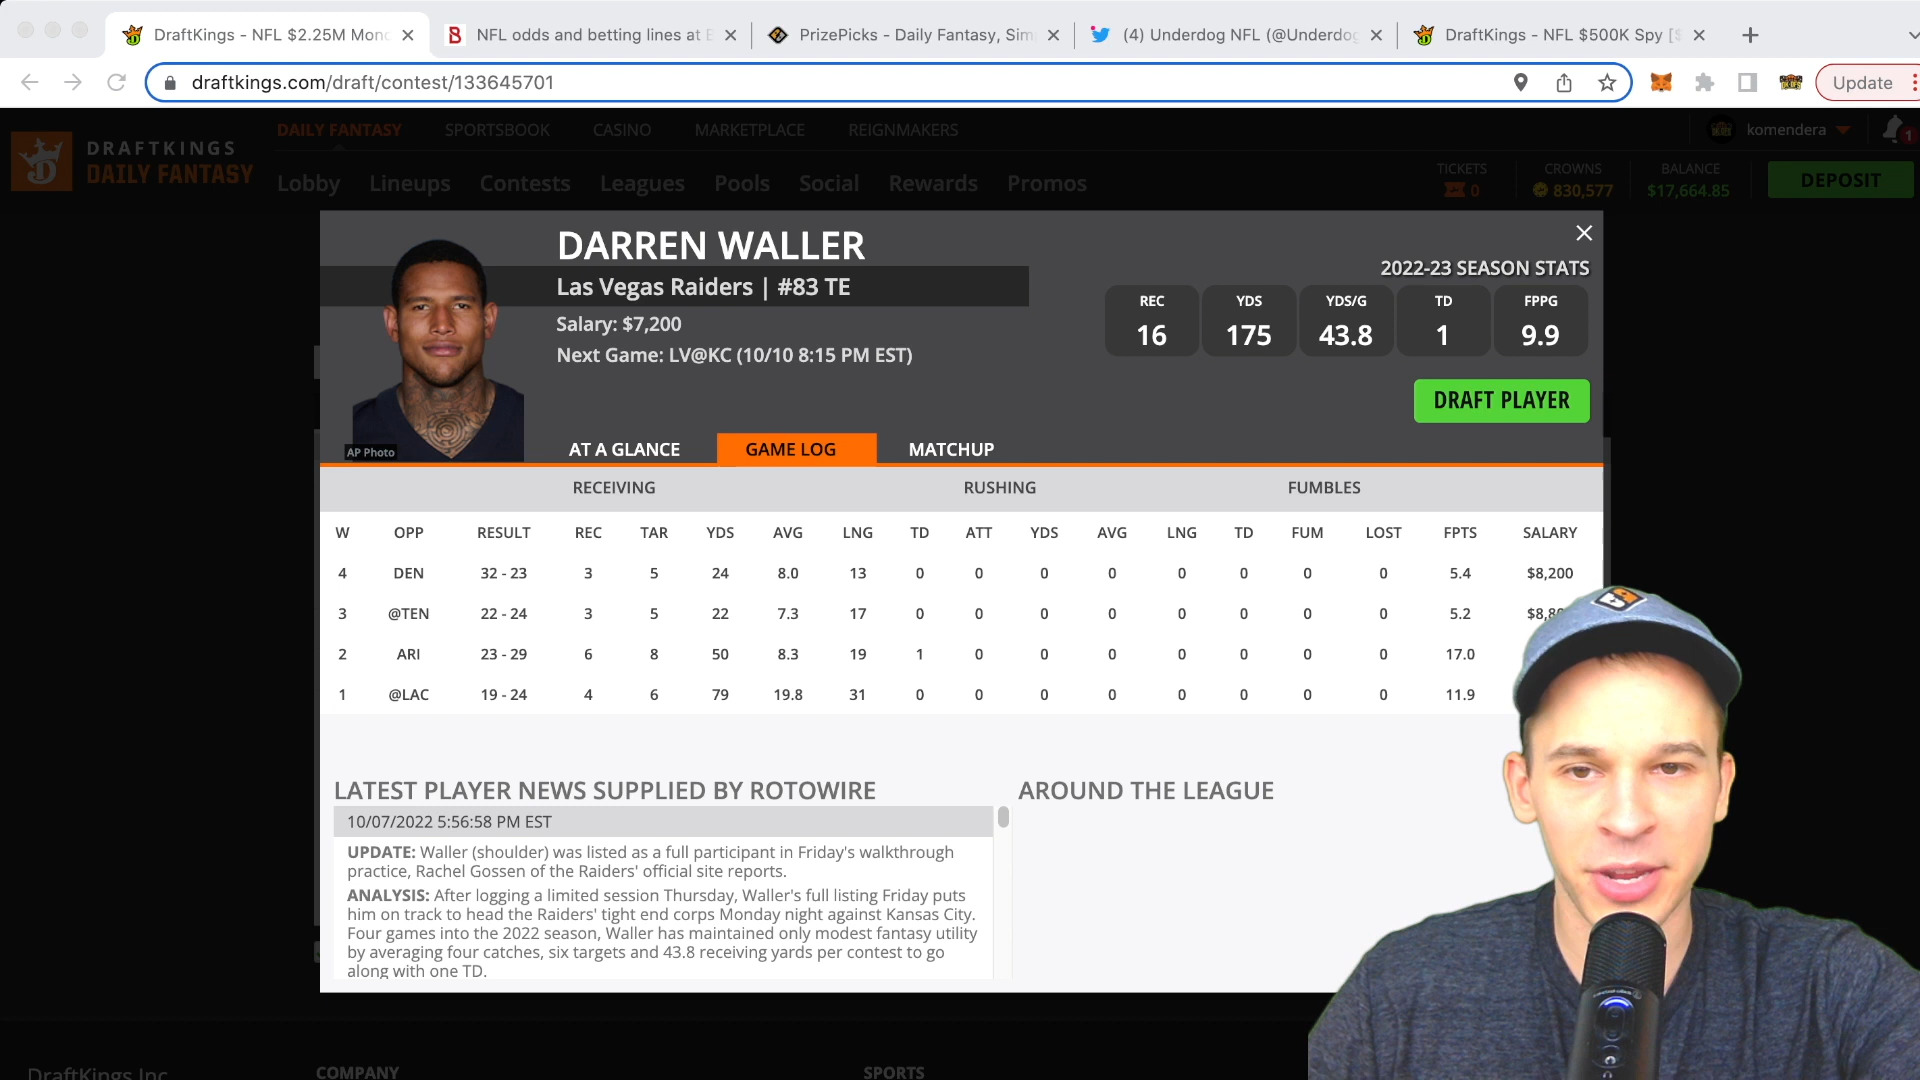 DraftKings - NFL $2.25M Mon
NFL odds and betting lines at
PrizePicks - Daily Fantasy, Sim
(4) Underdog NFL (@Underdog
DraftKings - NFL $500K Spy [$
draftkings.com/draft/contest/133645701
Update
DRAFTKINGS
DAILY FANTASY
DAILY FANTASY SPORTSBOOK CASINO MARKETPLACE REIGNMAKERS
komendera
1
Lobby Lineups Contests Leagues Pools Social Rewards Promos
TICKETS
0
CROWNS
830,577
BALANCE
$17,664.85
DEPOSIT
DARREN WALLER
Las Vegas Raiders | #83 TE
Salary: $7,200
Next Game: LV@KC (10/10 8:15 PM EST)
AP Photo
2022-23 SEASON STATS
REC YDS YDS/G TD FPPG
16 175 43.8 1 9.9
DRAFT PLAYER
AT A GLANCE GAME LOG MATCHUP
RECEIVING RUSHING FUMBLES
W OPP RESULT REC TAR YDS AVG LNG TD ATT YDS AVG LNG TD FUM LOST FPTS SALARY
4 DEN 32 - 23 3 5 24 8.0 13 0 0 0 0 0 0 0 0 5.4 $8,200
3 @TEN 22 - 24 3 5 22 7.3 17 0 0 0 0 0 0 0 0 5.2
2 ARI 23 - 29 6 8 50 8.3 19 1 0 0 0 0 0 0 0 17.0
1 @LAC 19 - 24 4 6 79 19.8 31 0 0 0 0 0 0 0 0 11.9
LATEST PLAYER NEWS SUPPLIED BY ROTOWIRE
10/07/2022 5:56:58 PM EST
UPDATE: Waller (shoulder) was listed as a full participant in Friday's walkthrough
practice, Rachel Gossen of the Raiders' official site reports.
ANALYSIS: After logging a limited session Thursday, Waller's full listing Friday puts
him on track to head the Raiders' tight end corps Monday night against Kansas City.
Four games into the 2022 season, Waller has maintained only modest fantasy utility
by averaging four catches, six targets and 43.8 receiving yards per contest to go
along with one TD.
AROUND THE LEAGUE
DraftKings Inc
COMPANY
SPORTS